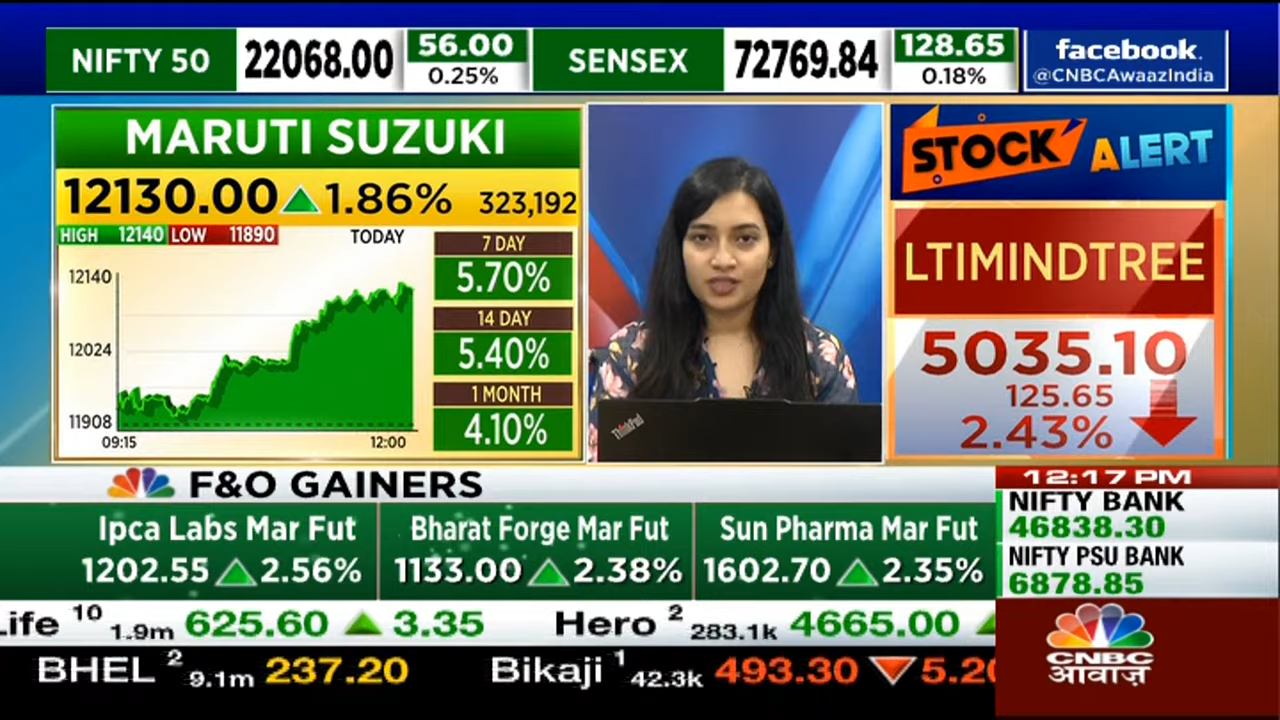 NIFTY 50 22068.00 56.00 0.25% SENSEX 72769.84 128.65 0.18% facebook. @CNBCAwaazIndia
MARUTI SUZUKI
12130.00 1.86% 323,192
HIGH 12140 LOW 11890 TODAY
12140
12024
11908
09:15 12:00
7 DAY
5.70%
14 DAY
5.40%
1 MONTH
4.10%
ThinkPad
STOCK ALERT
LTIMINDTREE
5035.10
125.65
2.43%
F&O GAINERS
Ipca Labs Mar Fut
1202.55 2.56%
Bharat Forge Mar Fut
1133.00 2.38%
Sun Pharma Mar Fut
1602.70 2.35%
12:17 PM
NIFTY BANK
46838.30
NIFTY PSU BANK
6878.85
Life 10 1.9m 625.60 3.35 Hero 2 283.1k 4665.00
BHEL 2 9.1m 237.20 Bikaji 1 42.3k 493.30 5.20
CNBC
आवाज़